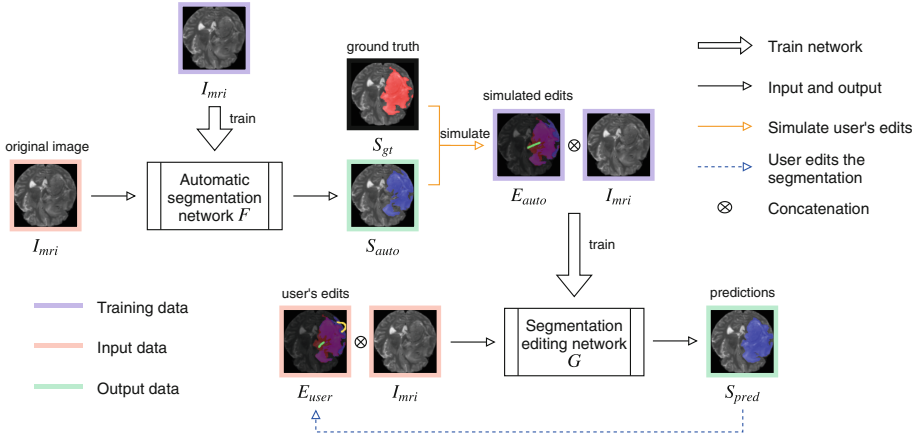 I_mri
train
original image
I_mri
Automatic
segmentation
network F
ground truth
S_gt
S_auto
simulate
simulated edits
E_auto
⊗
I_mri
train
Train network
Input and output
Simulate user's edits
User edits the
segmentation
⊗ Concatenation
Training data
Input data
Output data
user's edits
E_user
⊗
I_mri
Segmentation
editing network
G
predictions
S_pred